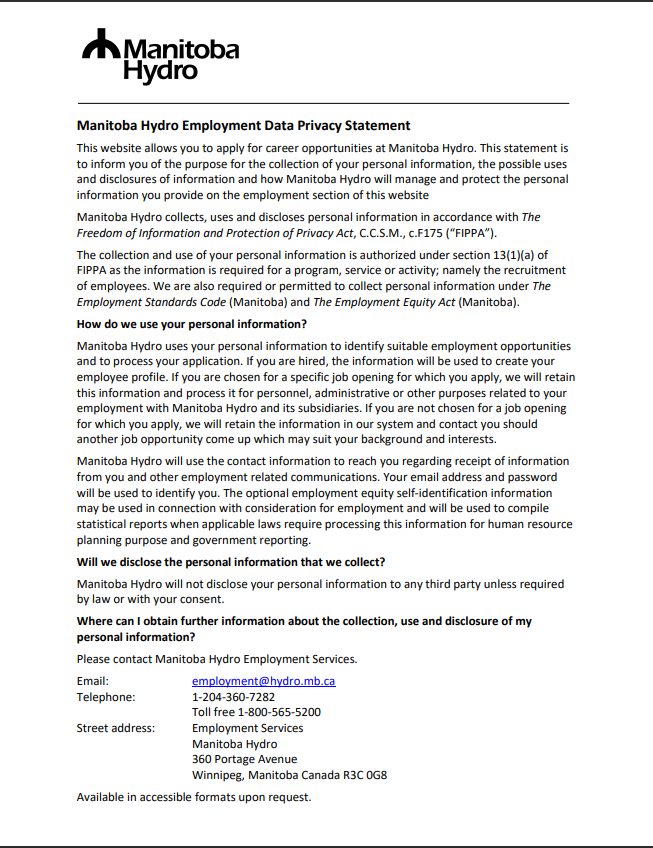 Manitoba
Hydro
Manitoba Hydro Employment Data Privacy Statement
This website allows you to apply for career opportunities at Manitoba Hydro. This statement is
to inform you of the purpose for the collection of your personal information, the possible uses
and disclosures of information and how Manitoba Hydro will manage and protect the personal
information you provide on the employment section of this website
Manitoba Hydro collects, uses and discloses personal information in accordance with The
Freedom of Information and Protection of Privacy Act, C.C.S.M., c.F175 (“FIPPA”).
The collection and use of your personal information is authorized under section 13(1)(a) of
FIPPA as the information is required for a program, service or activity; namely the recruitment
of employees. We are also required or permitted to collect personal information under The
Employment Standards Code (Manitoba) and The Employment Equity Act (Manitoba).
How do we use your personal information?
Manitoba Hydro uses your personal information to identify suitable employment opportunities
and to process your application. If you are hired, the information will be used to create your
employee profile. If you are chosen for a specific job opening for which you apply, we will retain
this information and process it for personnel, administrative or other purposes related to your
employment with Manitoba Hydro and its subsidiaries. If you are not chosen for a job opening
for which you apply, we will retain the information in our system and contact you should
another job opportunity come up which may suit your background and interests.
Manitoba Hydro will use the contact information to reach you regarding receipt of information
from you and other employment related communications. Your email address and password
will be used to identify you. The optional employment equity self-identification information
may be used in connection with consideration for employment and will be used to compile
statistical reports when applicable laws require processing this information for human resource
planning purpose and government reporting.
Will we disclose the personal information that we collect?
Manitoba Hydro will not disclose your personal information to any third party unless required
by law or with your consent.
Where can I obtain further information about the collection, use and disclosure of my
personal information?
Please contact Manitoba Hydro Employment Services.
Email: employment@hydro.mb.ca
Telephone: 1-204-360-7282
Toll free 1-800-565-5200
Street address: Employment Services
Manitoba Hydro
360 Portage Avenue
Winnipeg, Manitoba Canada R3C 0G8
Available in accessible formats upon request.